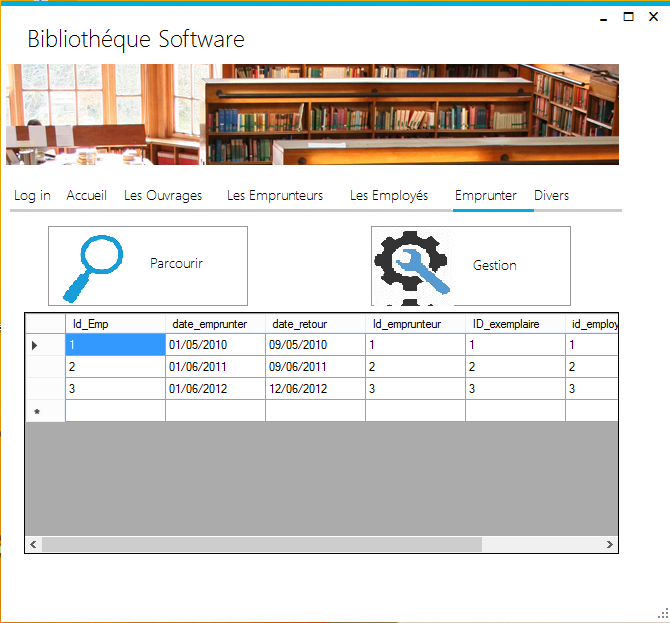 Bibliothéque Software
Log in Accueil Les Ouvrages Les Emprunteurs Les Employés Emprunter Divers
Parcourir Gestion
Id_Emp date_emprunter date_retour Id_emprunteur ID_exemplaire id_employ
1 01/05/2010 09/05/2010 1 1 1
2 01/06/2011 09/06/2011 2 2 2
3 01/06/2012 12/06/2012 3 3 3